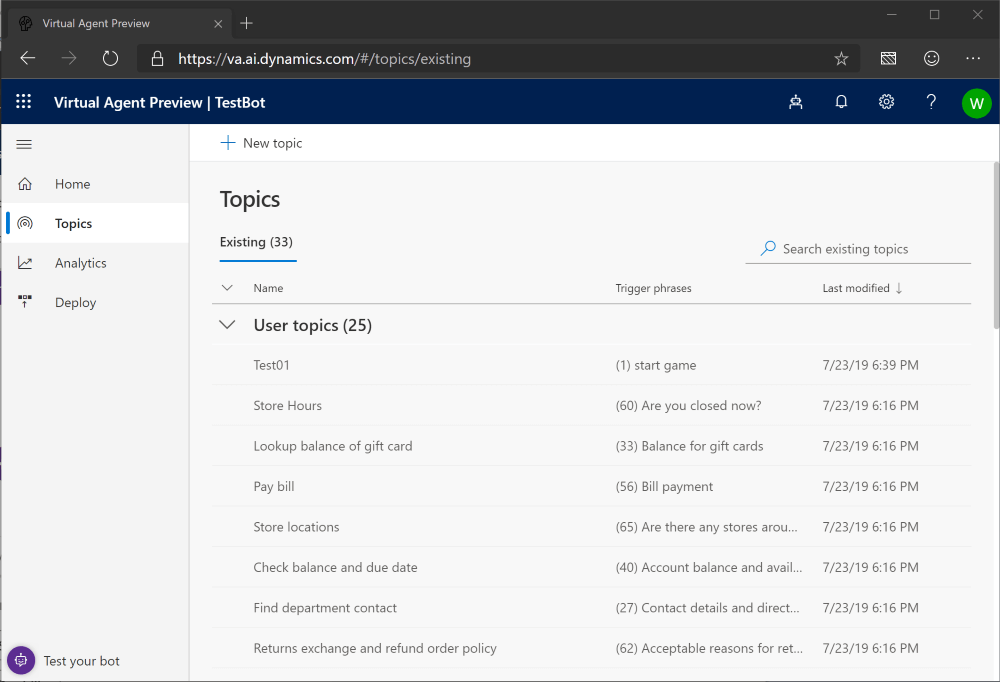 Virtual Agent Preview
https://va.ai.dynamics.com/#/topics/existing
Virtual Agent Preview | TestBot
?
W
New topic
Home
Topics
Analytics
Deploy
Test your bot
Topics
Existing (33)
Search existing topics
Name Trigger phrases Last modified ↓
User topics (25)
Test01 (1) start game 7/23/19 6:39 PM
Store Hours (60) Are you closed now? 7/23/19 6:16 PM
Lookup balance of gift card (33) Balance for gift cards 7/23/19 6:16 PM
Pay bill (56) Bill payment 7/23/19 6:16 PM
Store locations (65) Are there any stores arou... 7/23/19 6:16 PM
Check balance and due date (40) Account balance and avail... 7/23/19 6:16 PM
Find department contact (27) Contact details and direct... 7/23/19 6:16 PM
Returns exchange and refund order policy (62) Acceptable reasons for ret... 7/23/19 6:16 PM